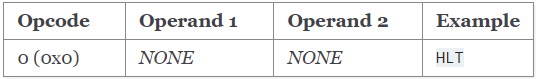 Opcode Operand 1 Operand 2 Example
0 (0x0) NONE NONE HLT